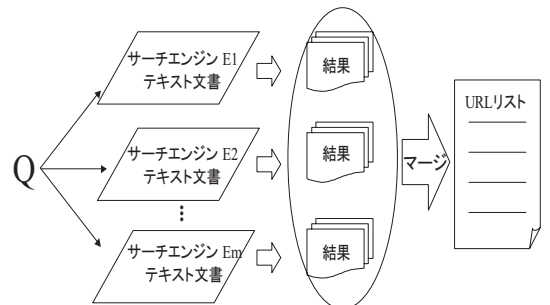 サーチエンジン E1
テキスト文書
結果
URLリスト
Q
サーチエンジン E2
テキスト文書
結果
マージ
サーチエンジン Em
テキスト文書
結果